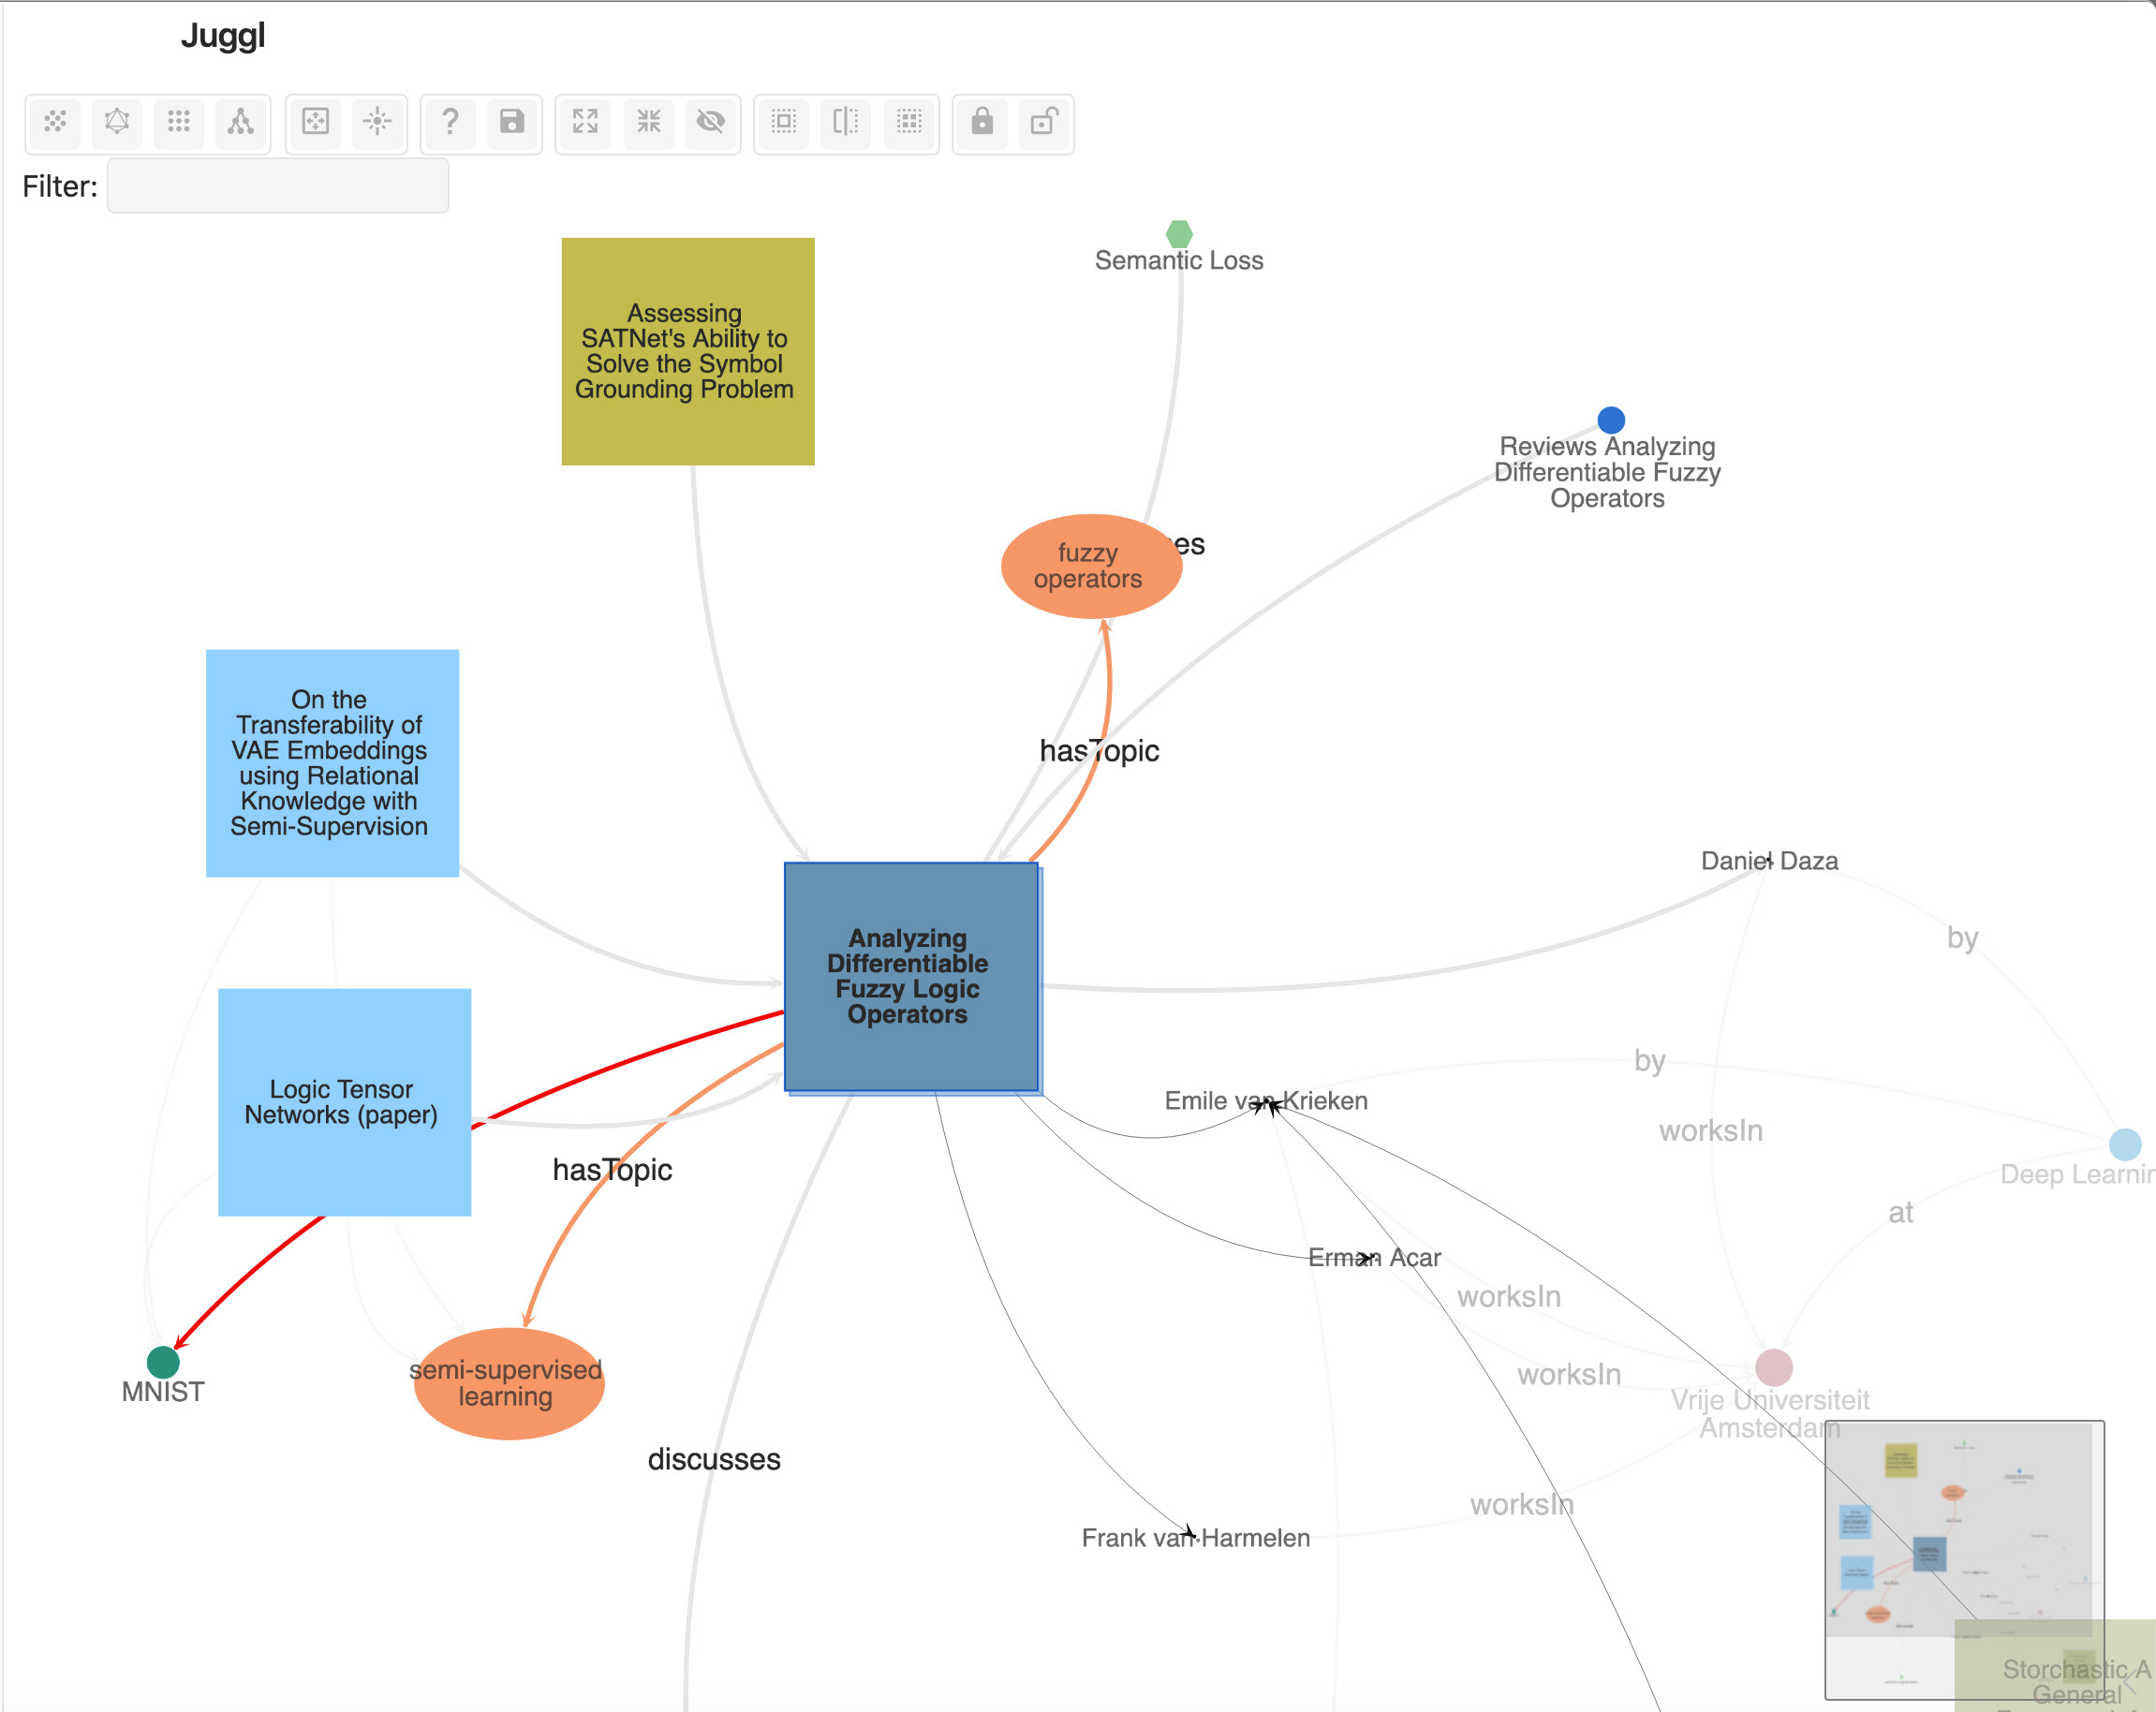 Juggl
Filter:
Semantic Loss
Assessing
SATNet's Ability to
Solve the Symbol
Grounding Problem
Reviews Analyzing
Differentiable Fuzzy
Operators
es
fuzzy
operators
On the
Transferability of
VAE Embeddings
using Relational
Knowledge with
Semi-Supervision
hasTopic
Daniel Daza
by
Analyzing
Differentiable
Fuzzy Logic
Operators
by
Logic Tensor
Networks (paper)
Emile van Krieken
worksIn
Deep Learnin
hasTopic
at
Erman Acar
worksIn
MNIST
semi-supervised
learning
worksIn
Vrije Universiteit
Amsterdam
discusses
worksIn
Frank van Harmelen
Storchastic A
General